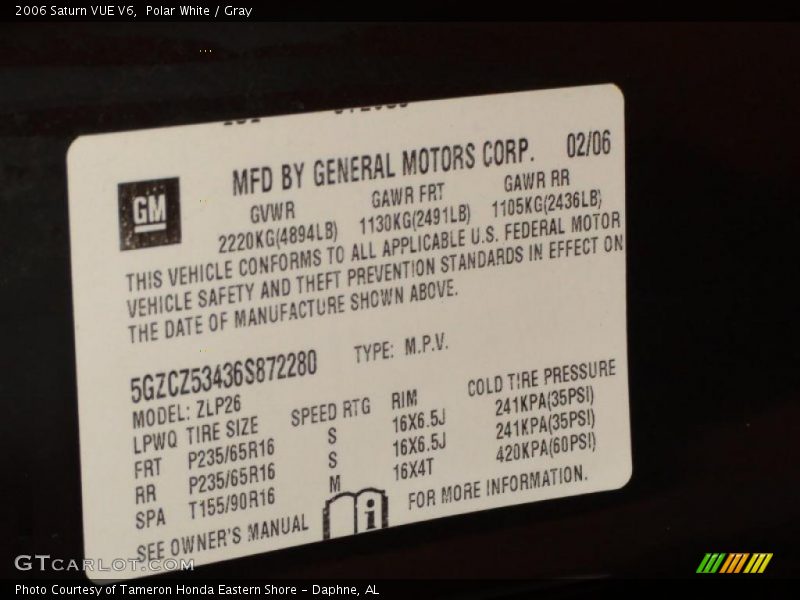 2006 Saturn VUE V6, Polar White / Gray
GM
MFD BY GENERAL MOTORS CORP. 02/06
GVWR GAWR FRT GAWR RR
2220KG(4894LB) 1130KG(2491LB) 1105KG(2436LB)
THIS VEHICLE CONFORMS TO ALL APPLICABLE U.S. FEDERAL MOTOR
VEHICLE SAFETY AND THEFT PREVENTION STANDARDS IN EFFECT ON
THE DATE OF MANUFACTURE SHOWN ABOVE.
5GZCZ53436S872280 TYPE: M.P.V.
MODEL: ZLP26
LPWQ TIRE SIZE SPEED RTG RIM COLD TIRE PRESSURE
FRT P235/65R16 S 16X6.5J 241KPA(35PSI)
RR P235/65R16 S 16X6.5J 241KPA(35PSI)
SPA T155/90R16 M 16X4T 420KPA(60PSI)
SEE OWNER'S MANUAL i FOR MORE INFORMATION.
GTCARLOT.COM
Photo Courtesy of Tameron Honda Eastern Shore – Daphne, AL